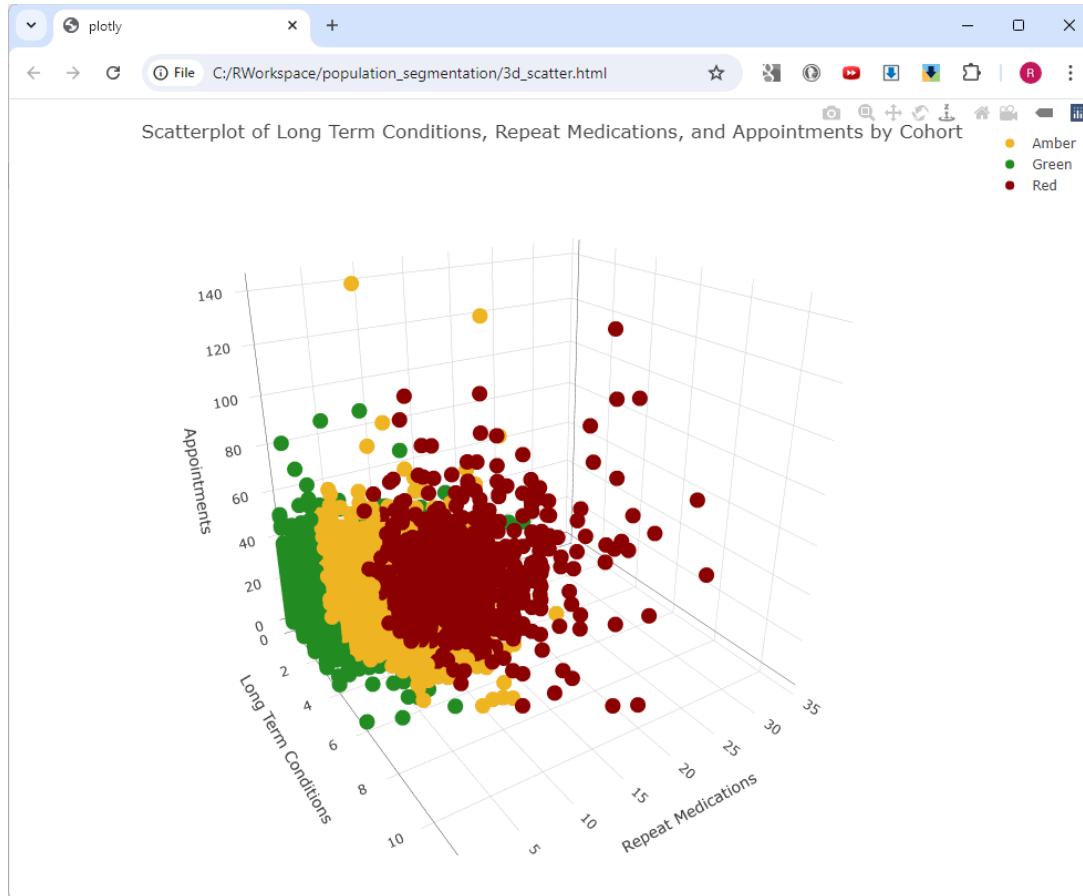 plotly
File
C:/RWorkspace/population_segmentation/3d_scatter.html
R
Scatterplot of Long Term Conditions, Repeat Medications, and Appointments by Cohort
Amber
Green
Red
140
120
100
80
60
40
20
0
Appointments
0
2
4
6
8
10
Long Term Conditions
5
10
15
20
25
30
35
Repeat Medications